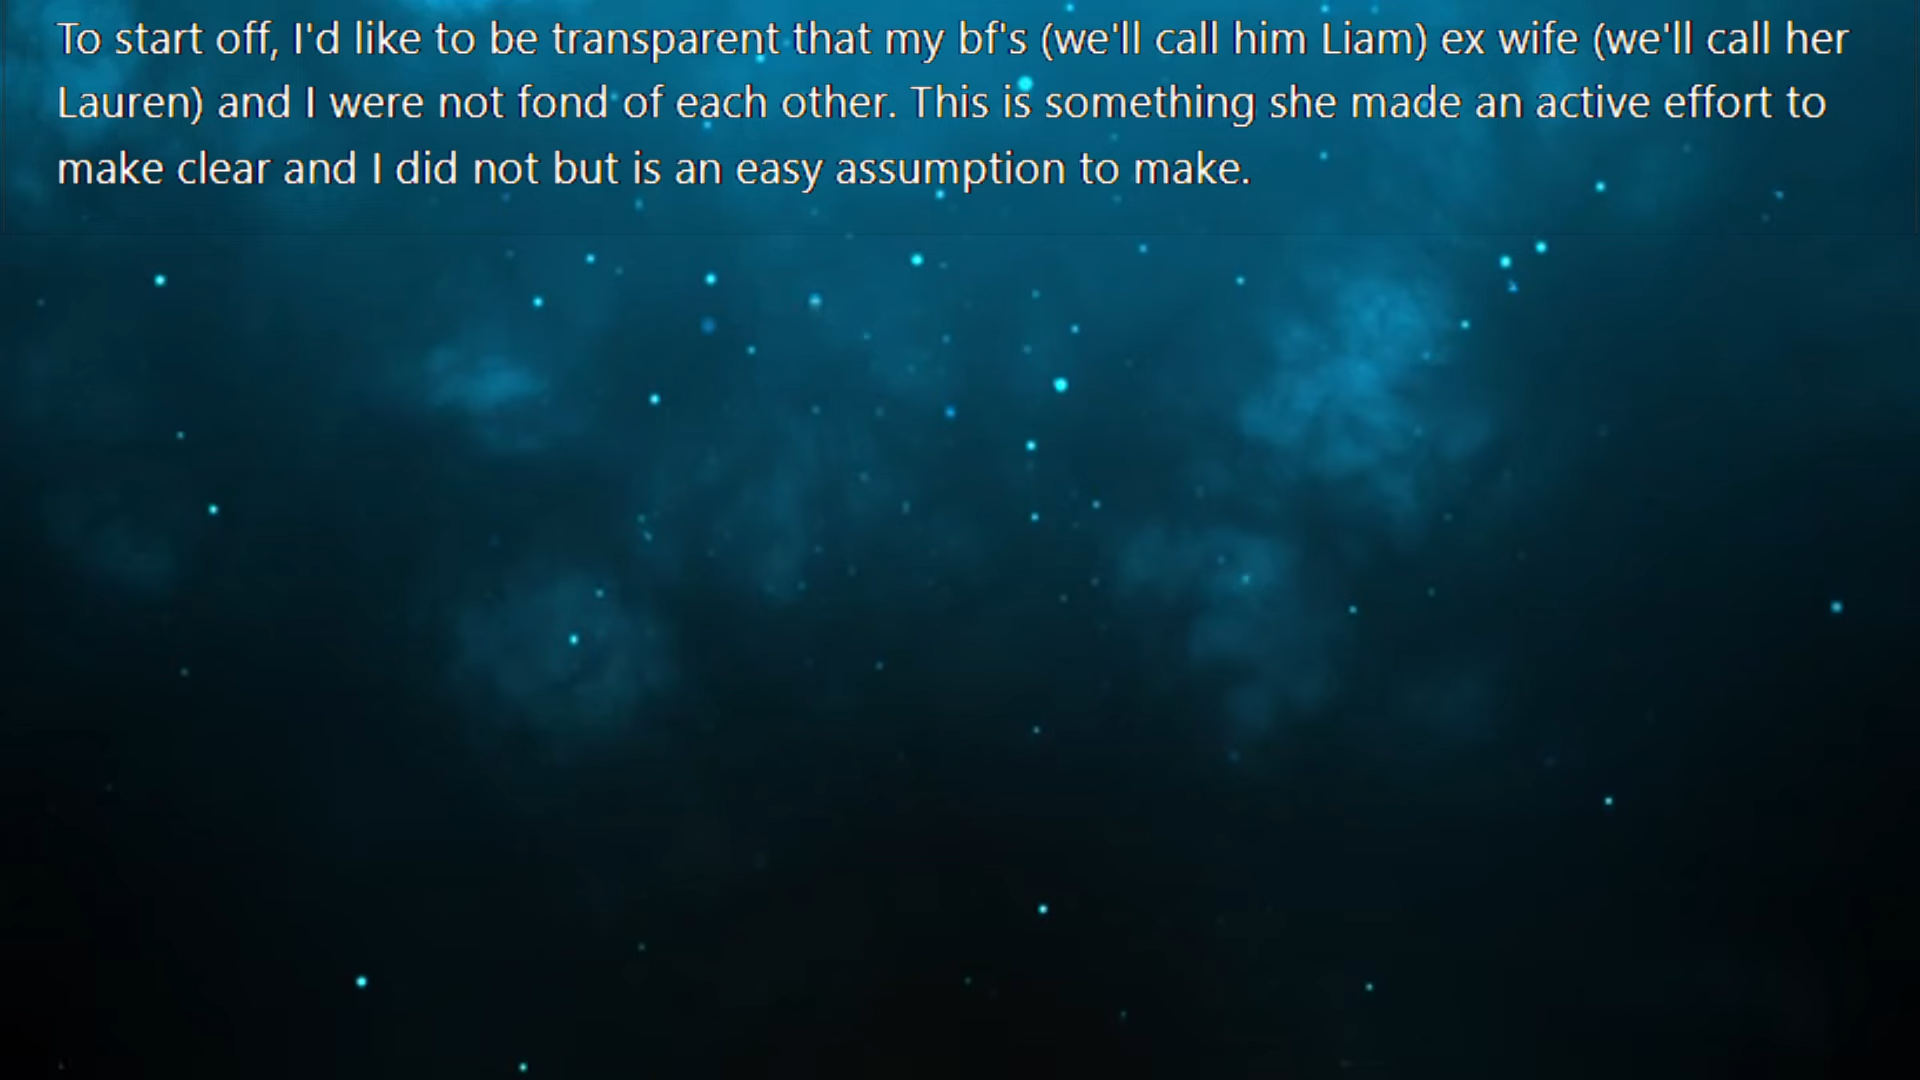 To start off, I'd like to be transparent that my bf's (we'll call him Liam) ex wife (we'll call her
Lauren) and I were not fond of each other. This is something she made an active effort to
make clear and I did not but is an easy assumption to make.